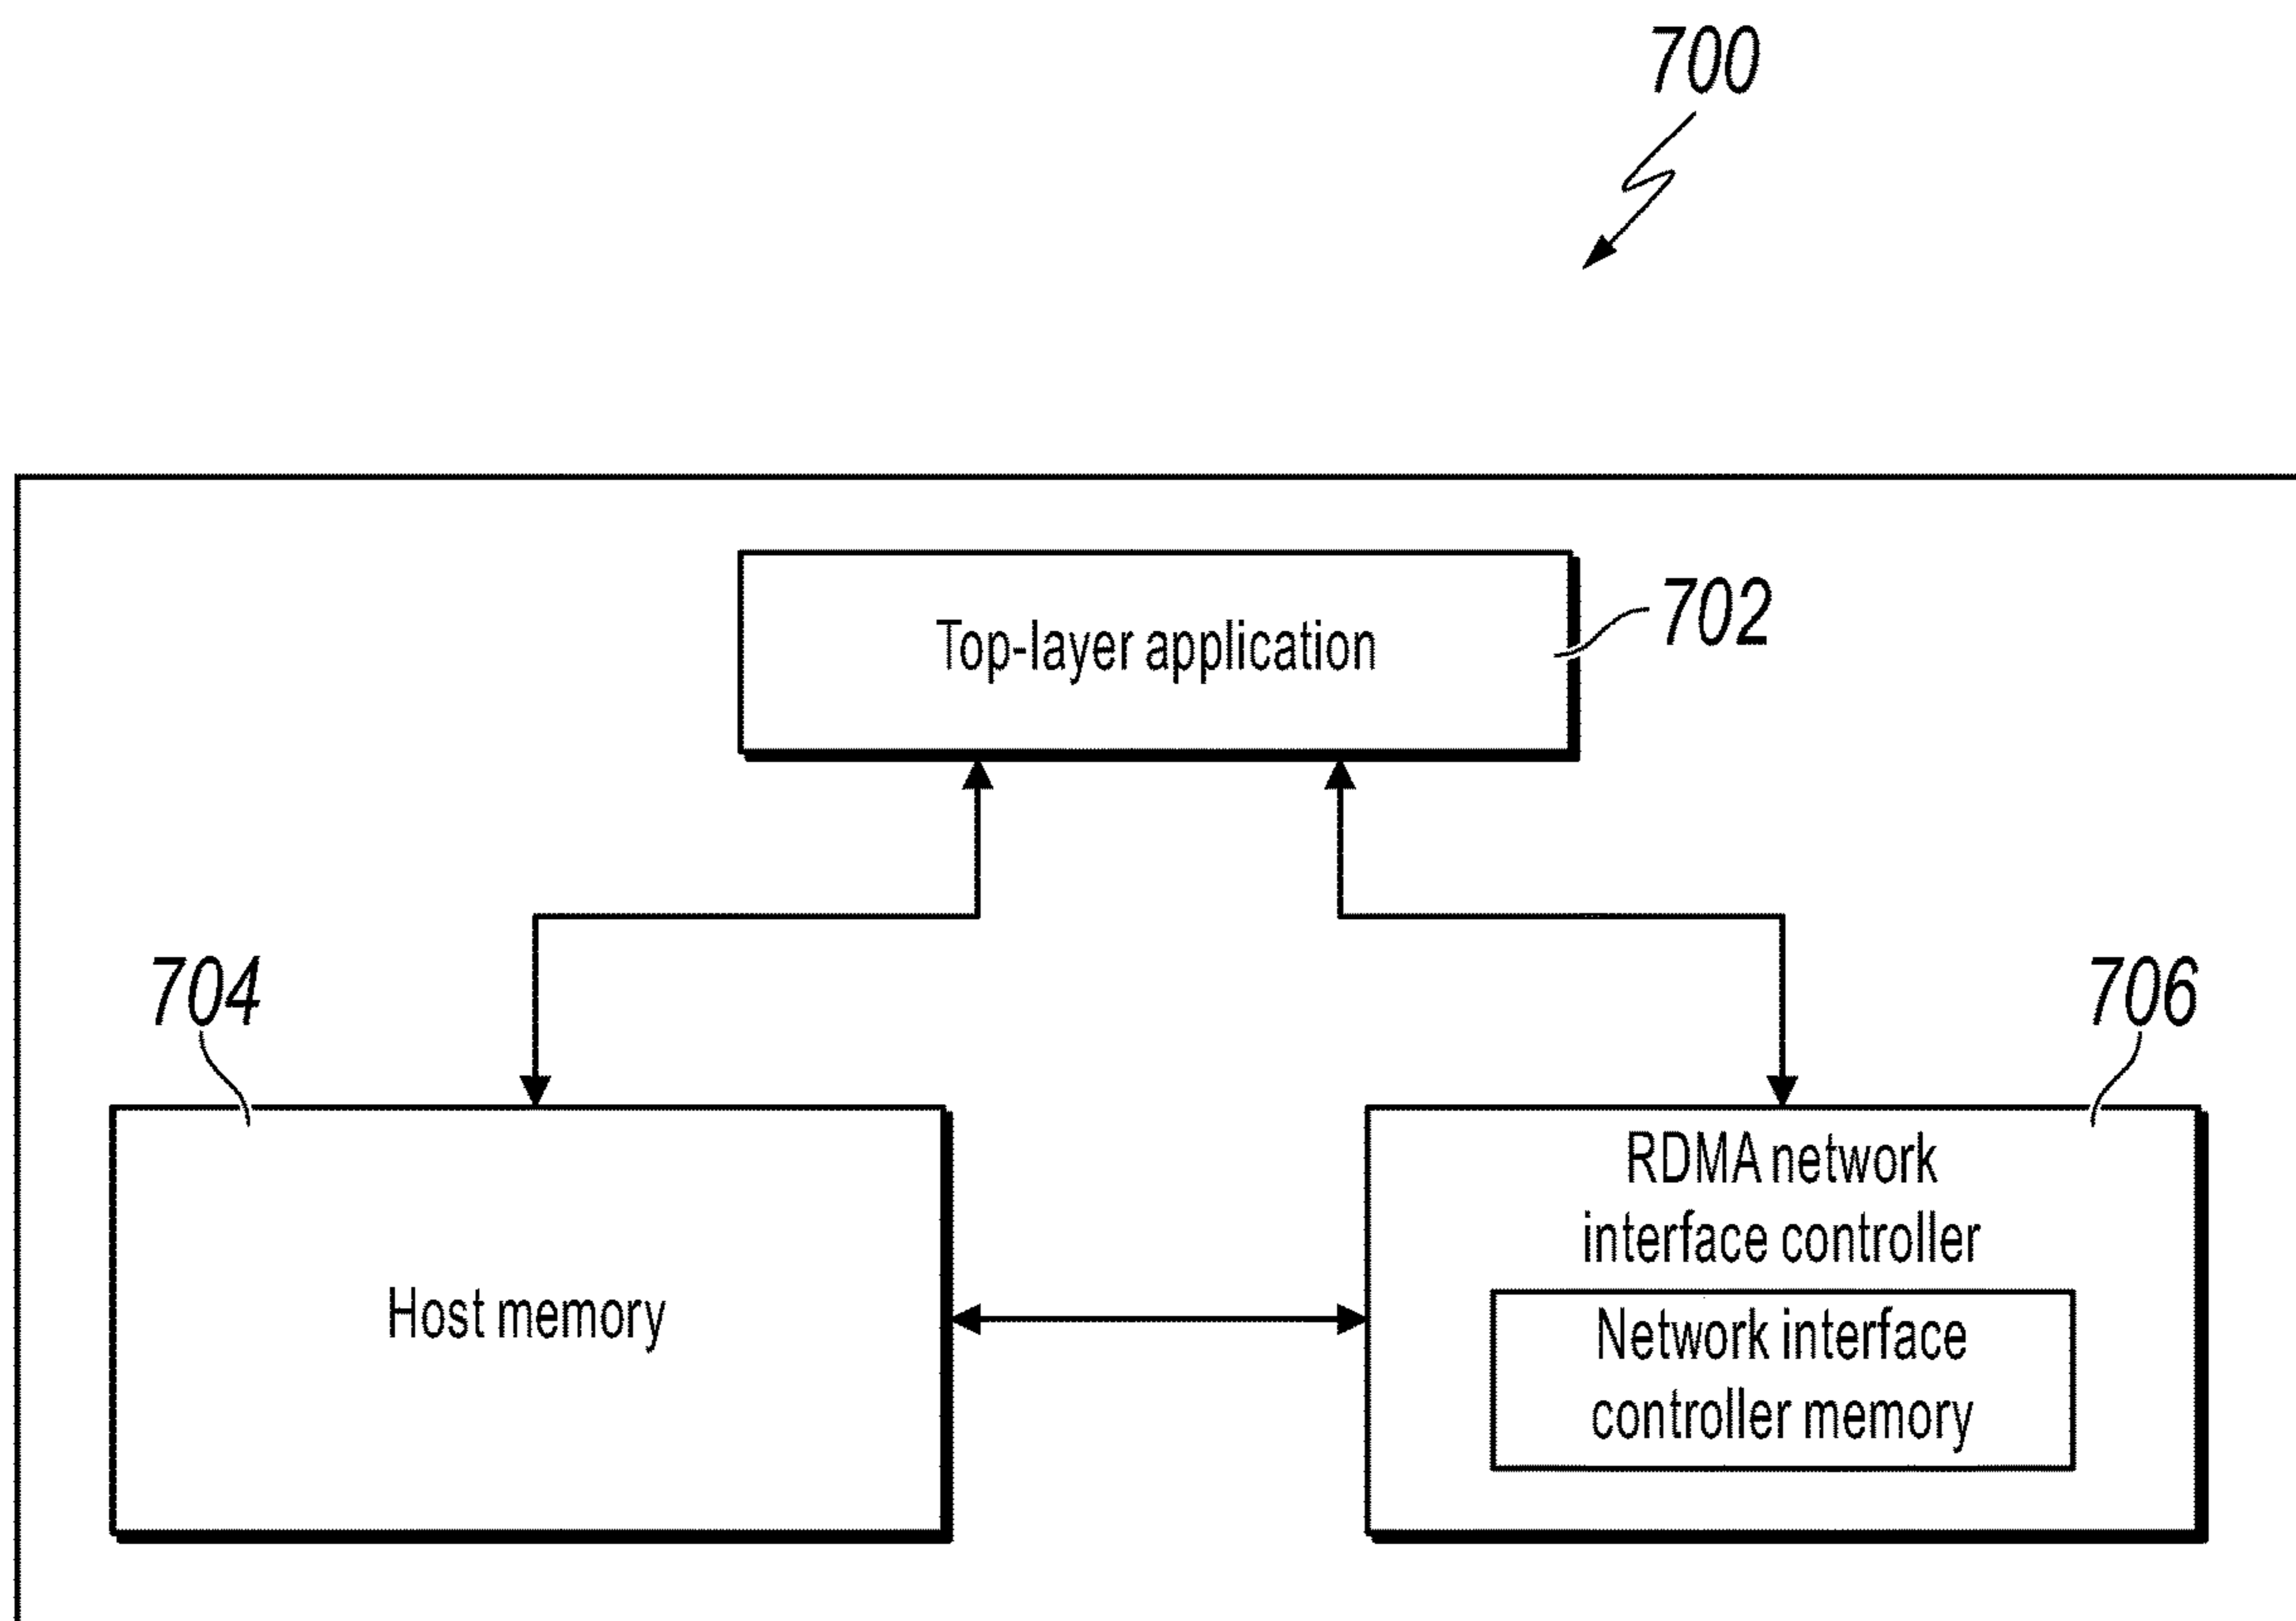 700
Top-layer application
702
704
706
Host memory
RDMA network
interface controller
Network interface
controller memory